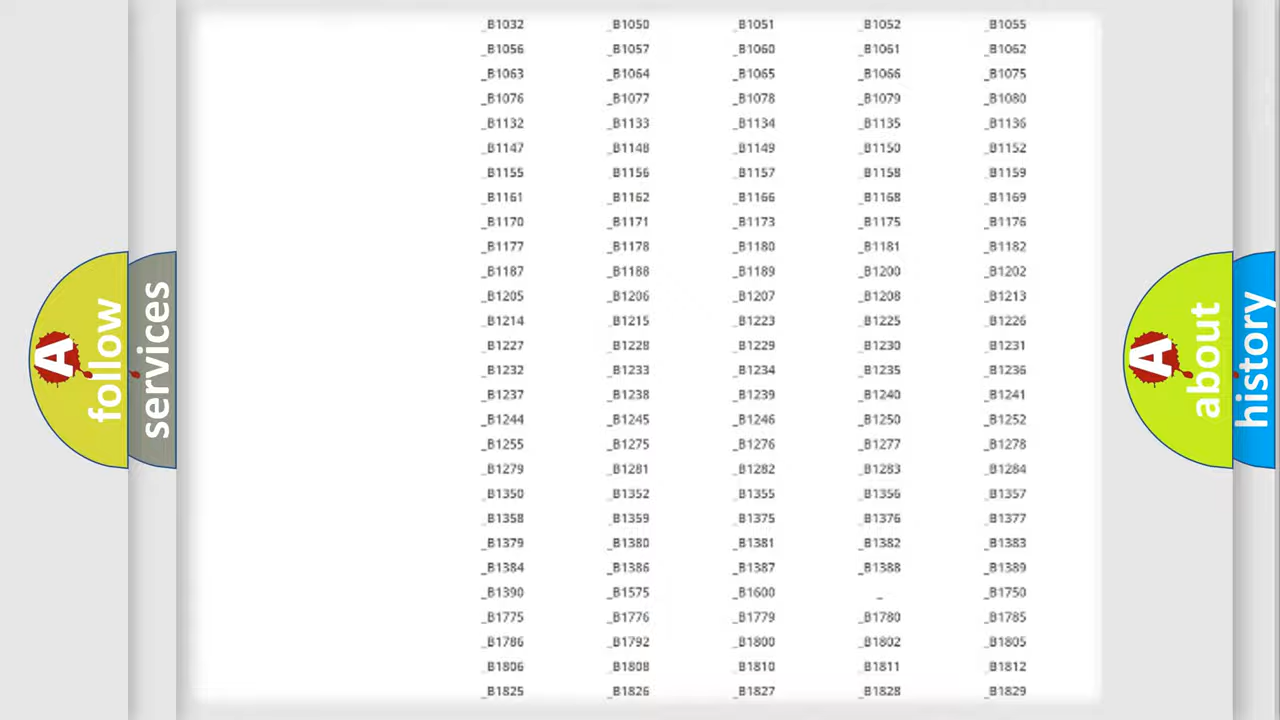 _B1032 _B1050 _B1051 _B1052 _B1055
_B1056 _B1057 _B1060 _B1061 _B1062
_B1063 _B1064 _B1065 _B1066 _B1075
_B1076 _B1077 _B1078 _B1079 _B1080
_B1132 _B1133 _B1134 _B1135 _B1136
_B1147 _B1148 _B1149 _B1150 _B1152
_B1155 _B1156 _B1157 _B1158 _B1159
_B1161 _B1162 _B1166 _B1168 _B1169
_B1170 _B1171 _B1173 _B1175 _B1176
_B1177 _B1178 _B1180 _B1181 _B1182
_B1187 _B1188 _B1189 _B1200 _B1202
_B1205 _B1206 _B1207 _B1208 _B1213
_B1214 _B1215 _B1223 _B1225 _B1226
_B1227 _B1228 _B1229 _B1230 _B1231
_B1232 _B1233 _B1234 _B1235 _B1236
_B1237 _B1238 _B1239 _B1240 _B1241
_B1244 _B1245 _B1246 _B1250 _B1252
_B1255 _B1275 _B1276 _B1277 _B1278
_B1279 _B1281 _B1282 _B1283 _B1284
_B1350 _B1352 _B1355 _B1356 _B1357
_B1358 _B1359 _B1375 _B1376 _B1377
_B1379 _B1380 _B1381 _B1382 _B1383
_B1384 _B1386 _B1387 _B1388 _B1389
_B1390 _B1575 _B1600 _ _B1750
_B1775 _B1776 _B1779 _B1780 _B1785
_B1786 _B1792 _B1800 _B1802 _B1805
_B1806 _B1808 _B1810 _B1811 _B1812
_B1825 _B1826 _B1827 _B1828 _B1829
A follow
services
A about
history